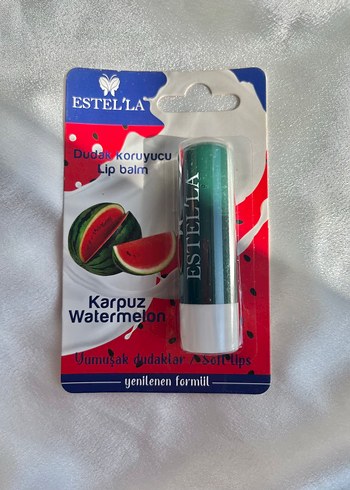 ESTEL'LA
Dudak Koruyucu
Lip balm
ESTEL'LA
Karpuz
Watermelon
Yumuşak dudaklar / Soft lips
yenilenen formül